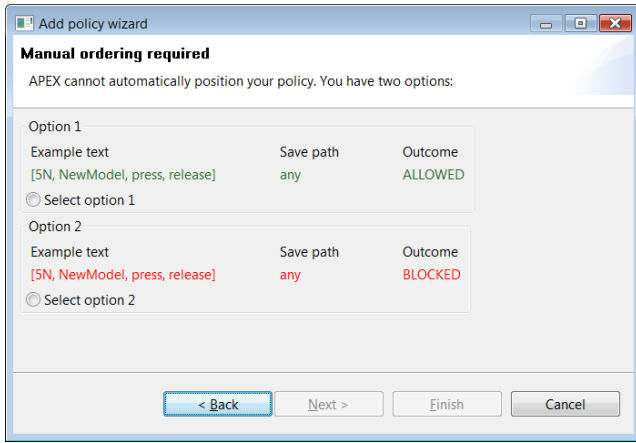 Add policy wizard
Manual ordering required
APEX cannot automatically position your policy. You have two options:
Option 1
Example text Save path Outcome
[5N, NewModel, press, release] any ALLOWED
Select option 1
Option 2
Example text Save path Outcome
[5N, NewModel, press, release] any BLOCKED
Select option 2
< Back Next > Finish Cancel